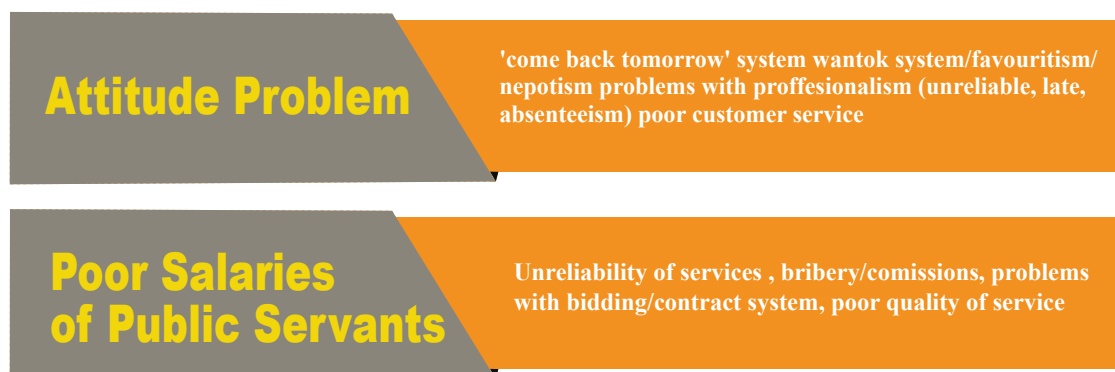 Attitude Problem
'come back tomorrow' system wantok system/favouritism/
nepotism problems with proffesionalism (unreliable, late,
absenteeism) poor customer service
Poor Salaries
of Public Servants
Unreliability of services , bribery/comissions, problems
with bidding/contract system, poor quality of service